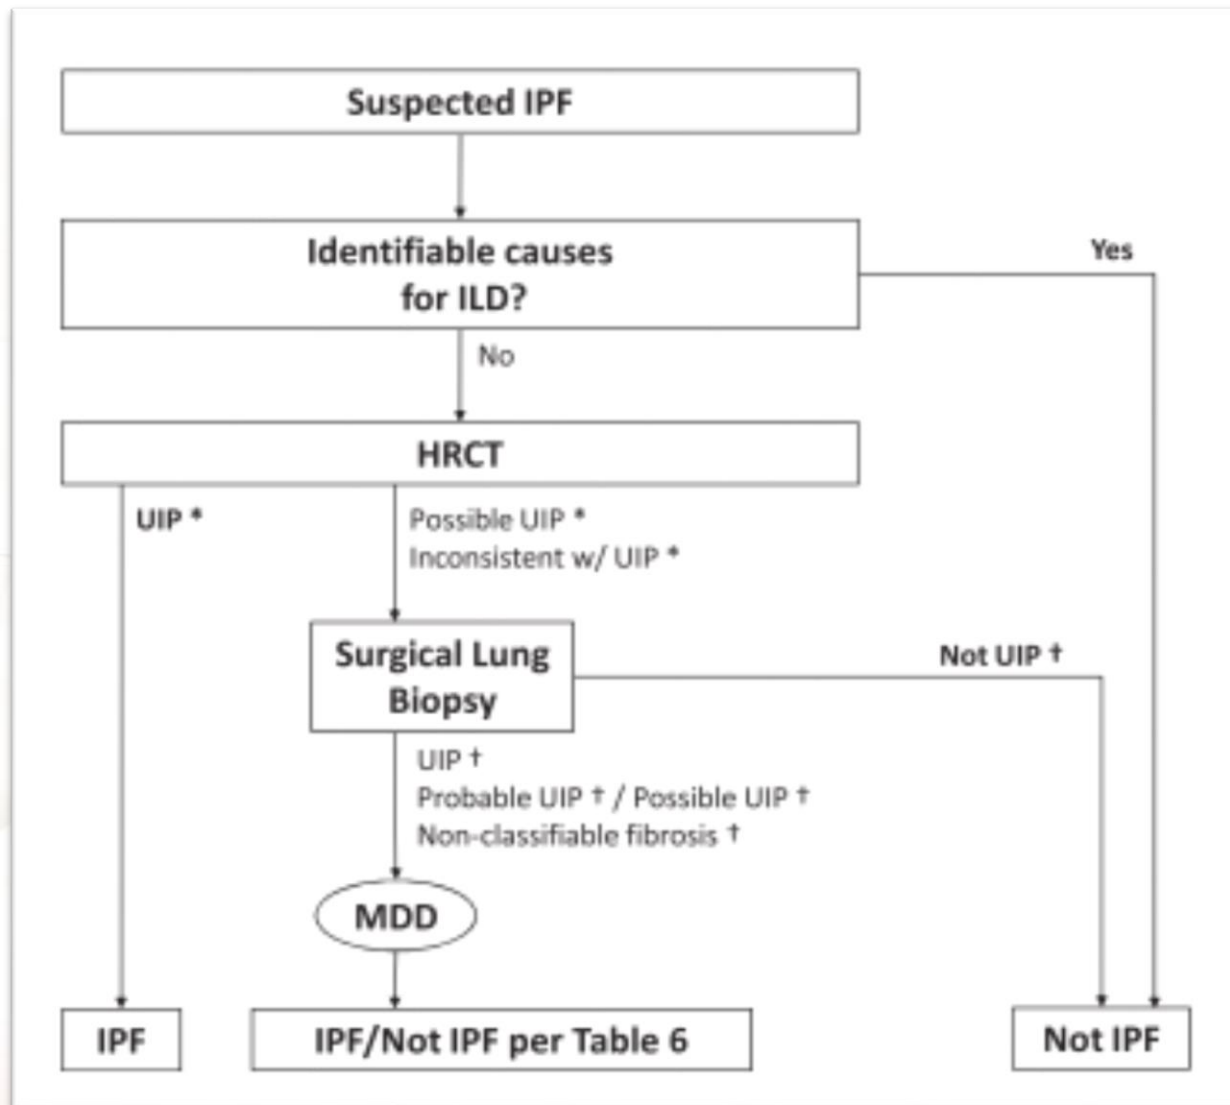 Suspected IPF
Identifiable causes
for ILD?
Yes
No
HRCT
UIP *
Possible UIP *
Inconsistent w/ UIP *
Surgical Lung
Biopsy
Not UIP †
UIP †
Probable UIP † / Possible UIP †
Non-classifiable fibrosis †
MDD
IPF
IPF/Not IPF per Table 6
Not IPF